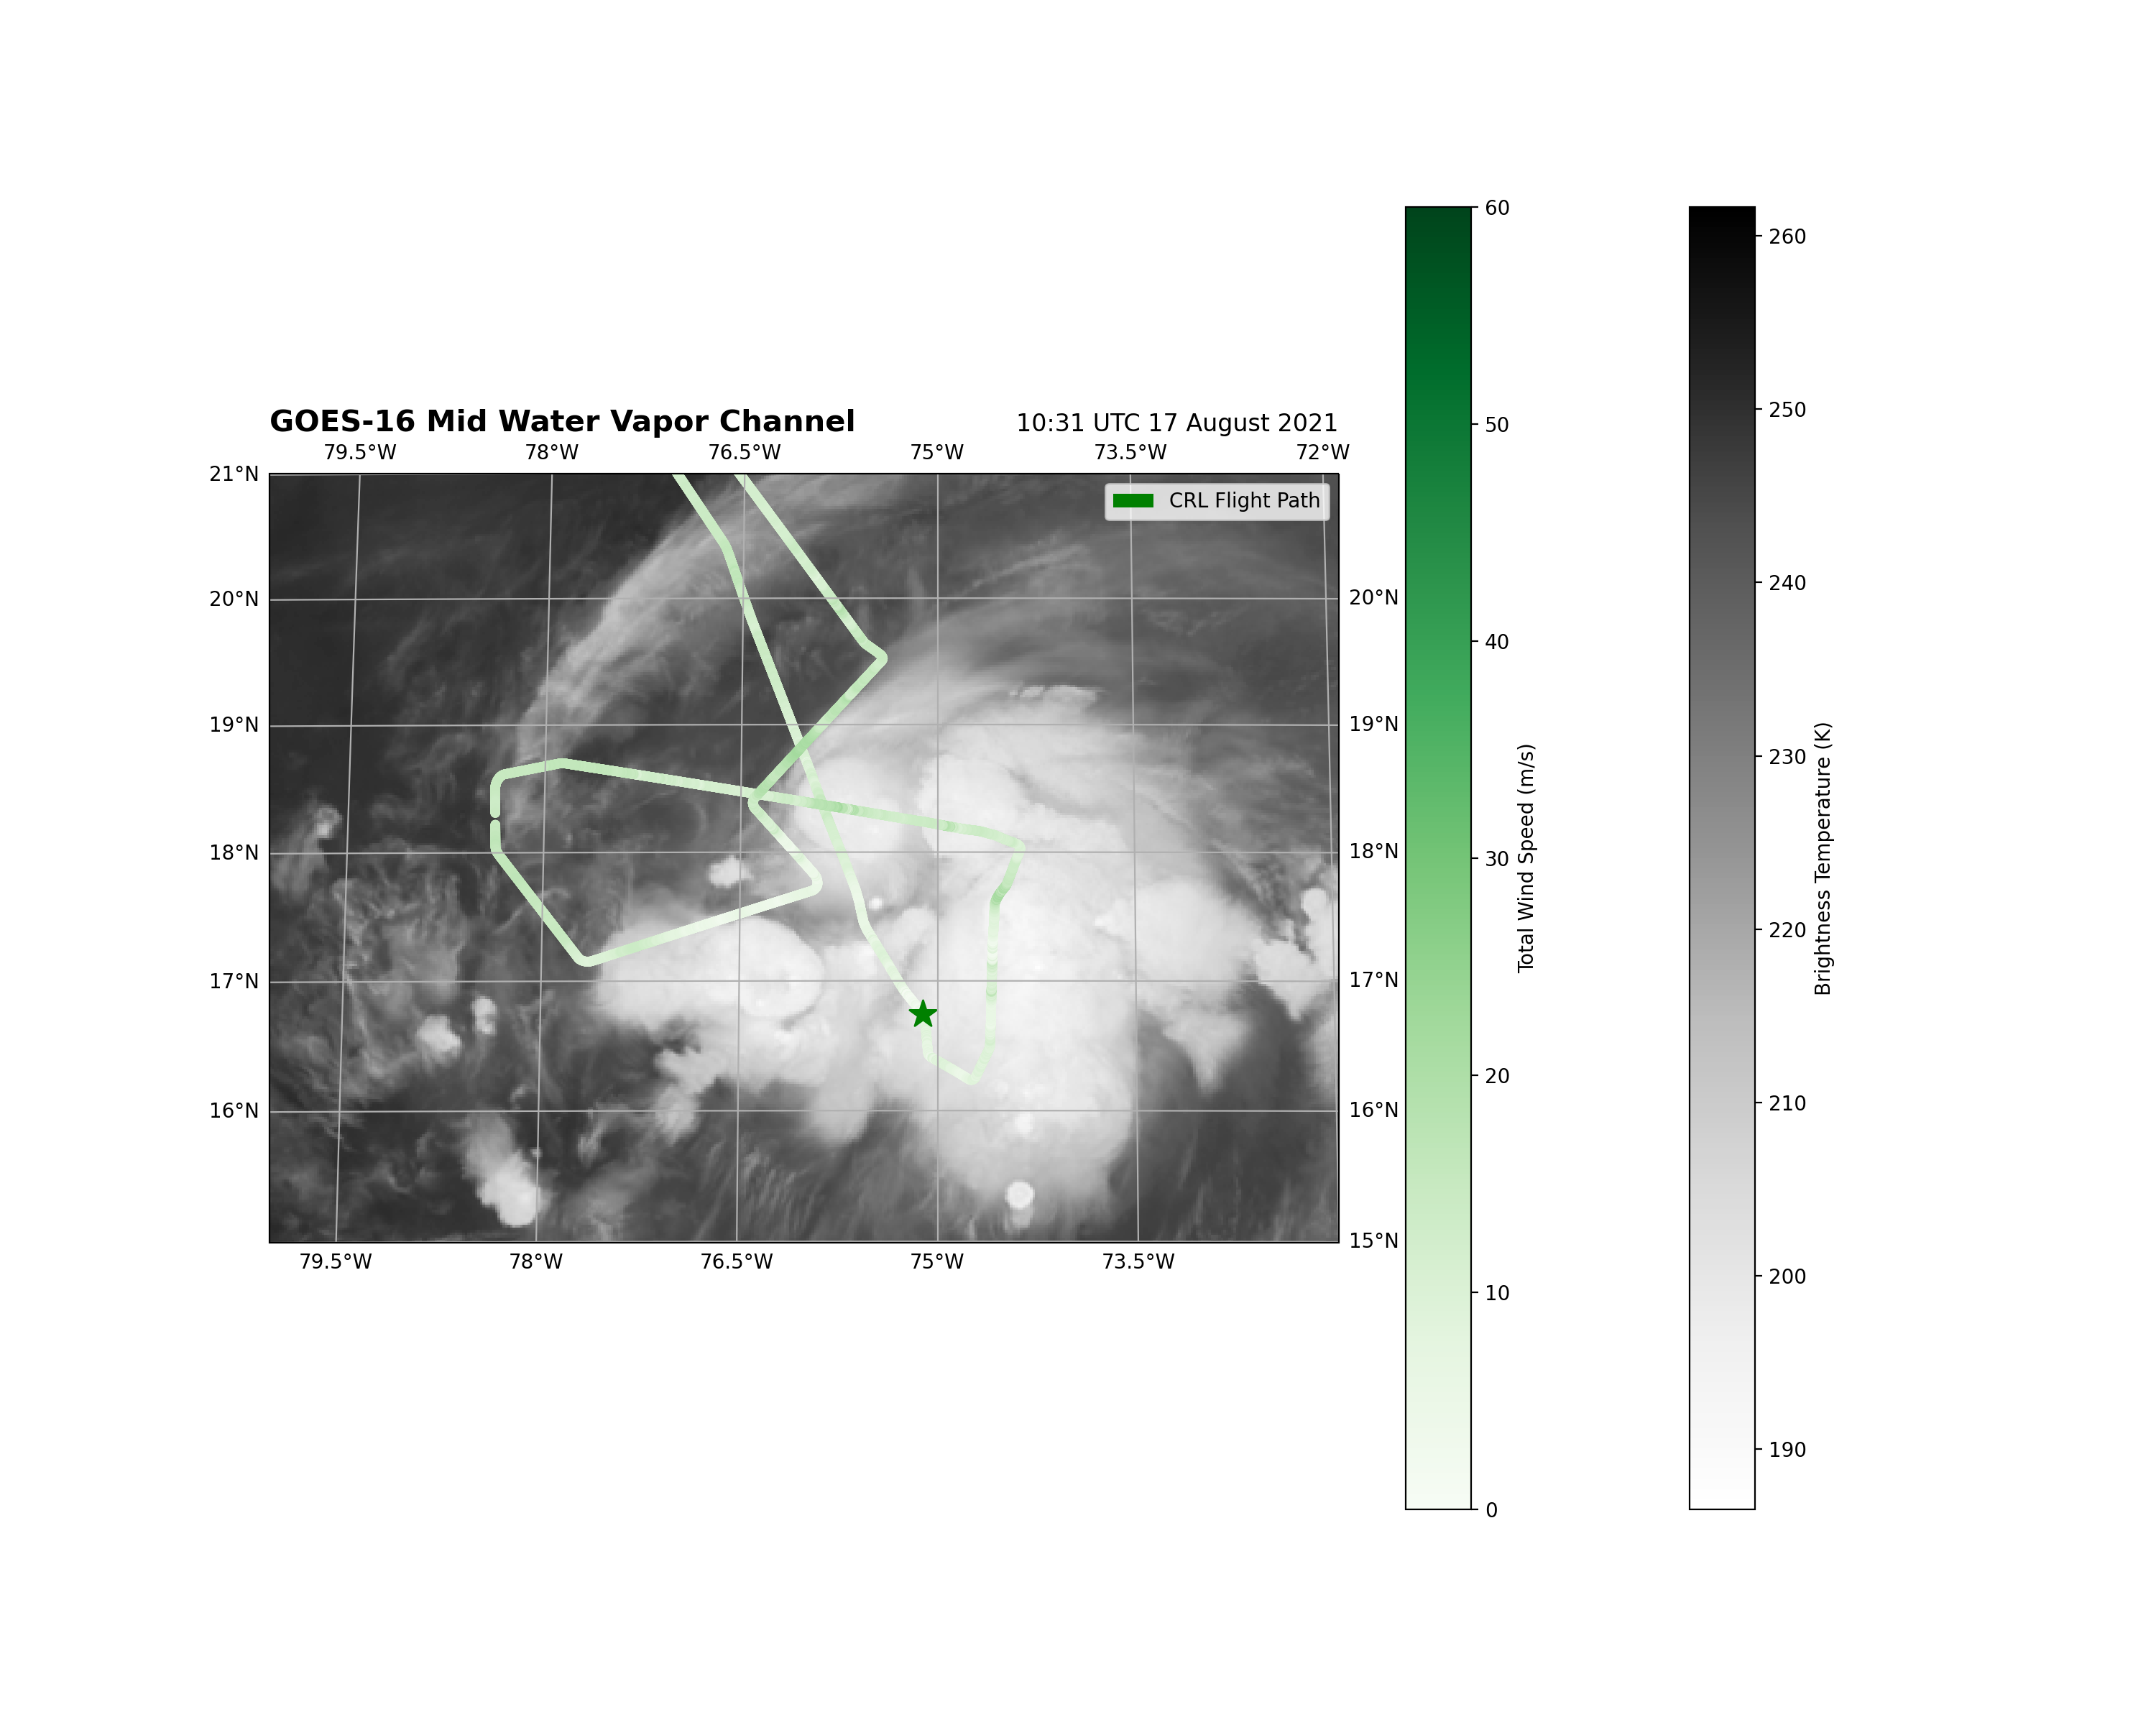 GOES-16 Mid Water Vapor Channel
10:31 UTC 17 August 2021
79.5°W 78°W 76.5°W 75°W 73.5°W 72°W
CRL Flight Path
21°N
20°N
19°N
18°N
17°N
16°N
20°N
19°N
18°N
17°N
16°N
15°N
79.5°W 78°W 76.5°W 75°W 73.5°W
60
50
40
30
20
10
0
Total Wind Speed (m/s)
260
250
240
230
220
210
200
190
Brightness Temperature (K)